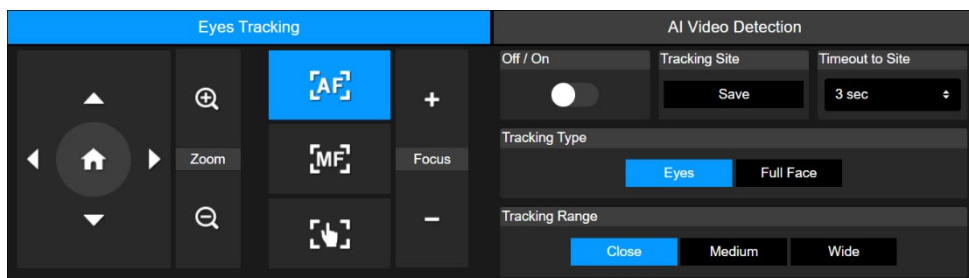 Eyes Tracking
AI Video Detection
Off / On
Tracking Site
Timeout to Site
AF
Save
3 sec
Tracking Type
Zoom
MF
Focus
Eyes
Full Face
Tracking Range
Close
Medium
Wide